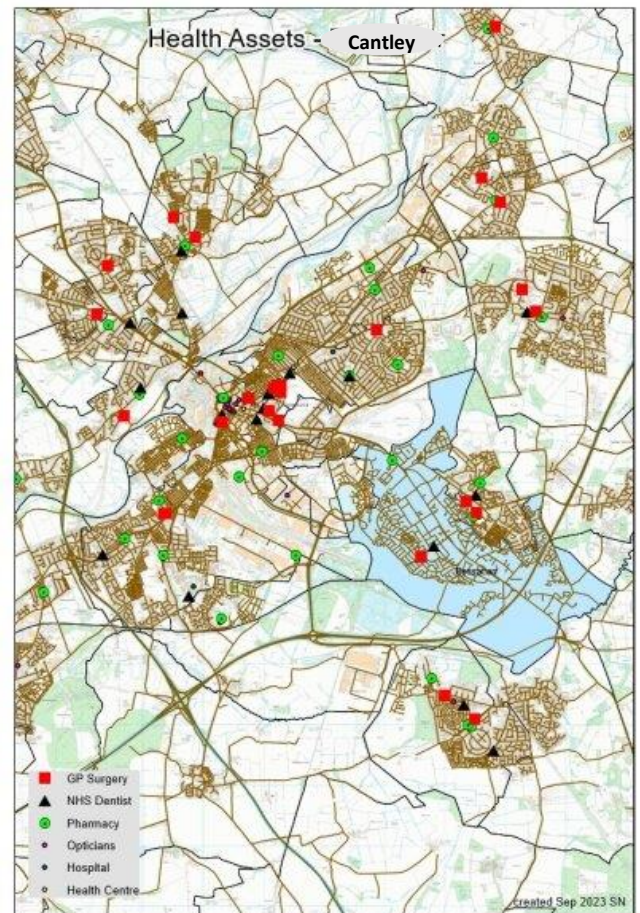 Health Assets - Cantley
GP Surgery
NHS Dentist
Pharmacy
Opticians
Hospital
Health Centre
created Sep 2023 SN